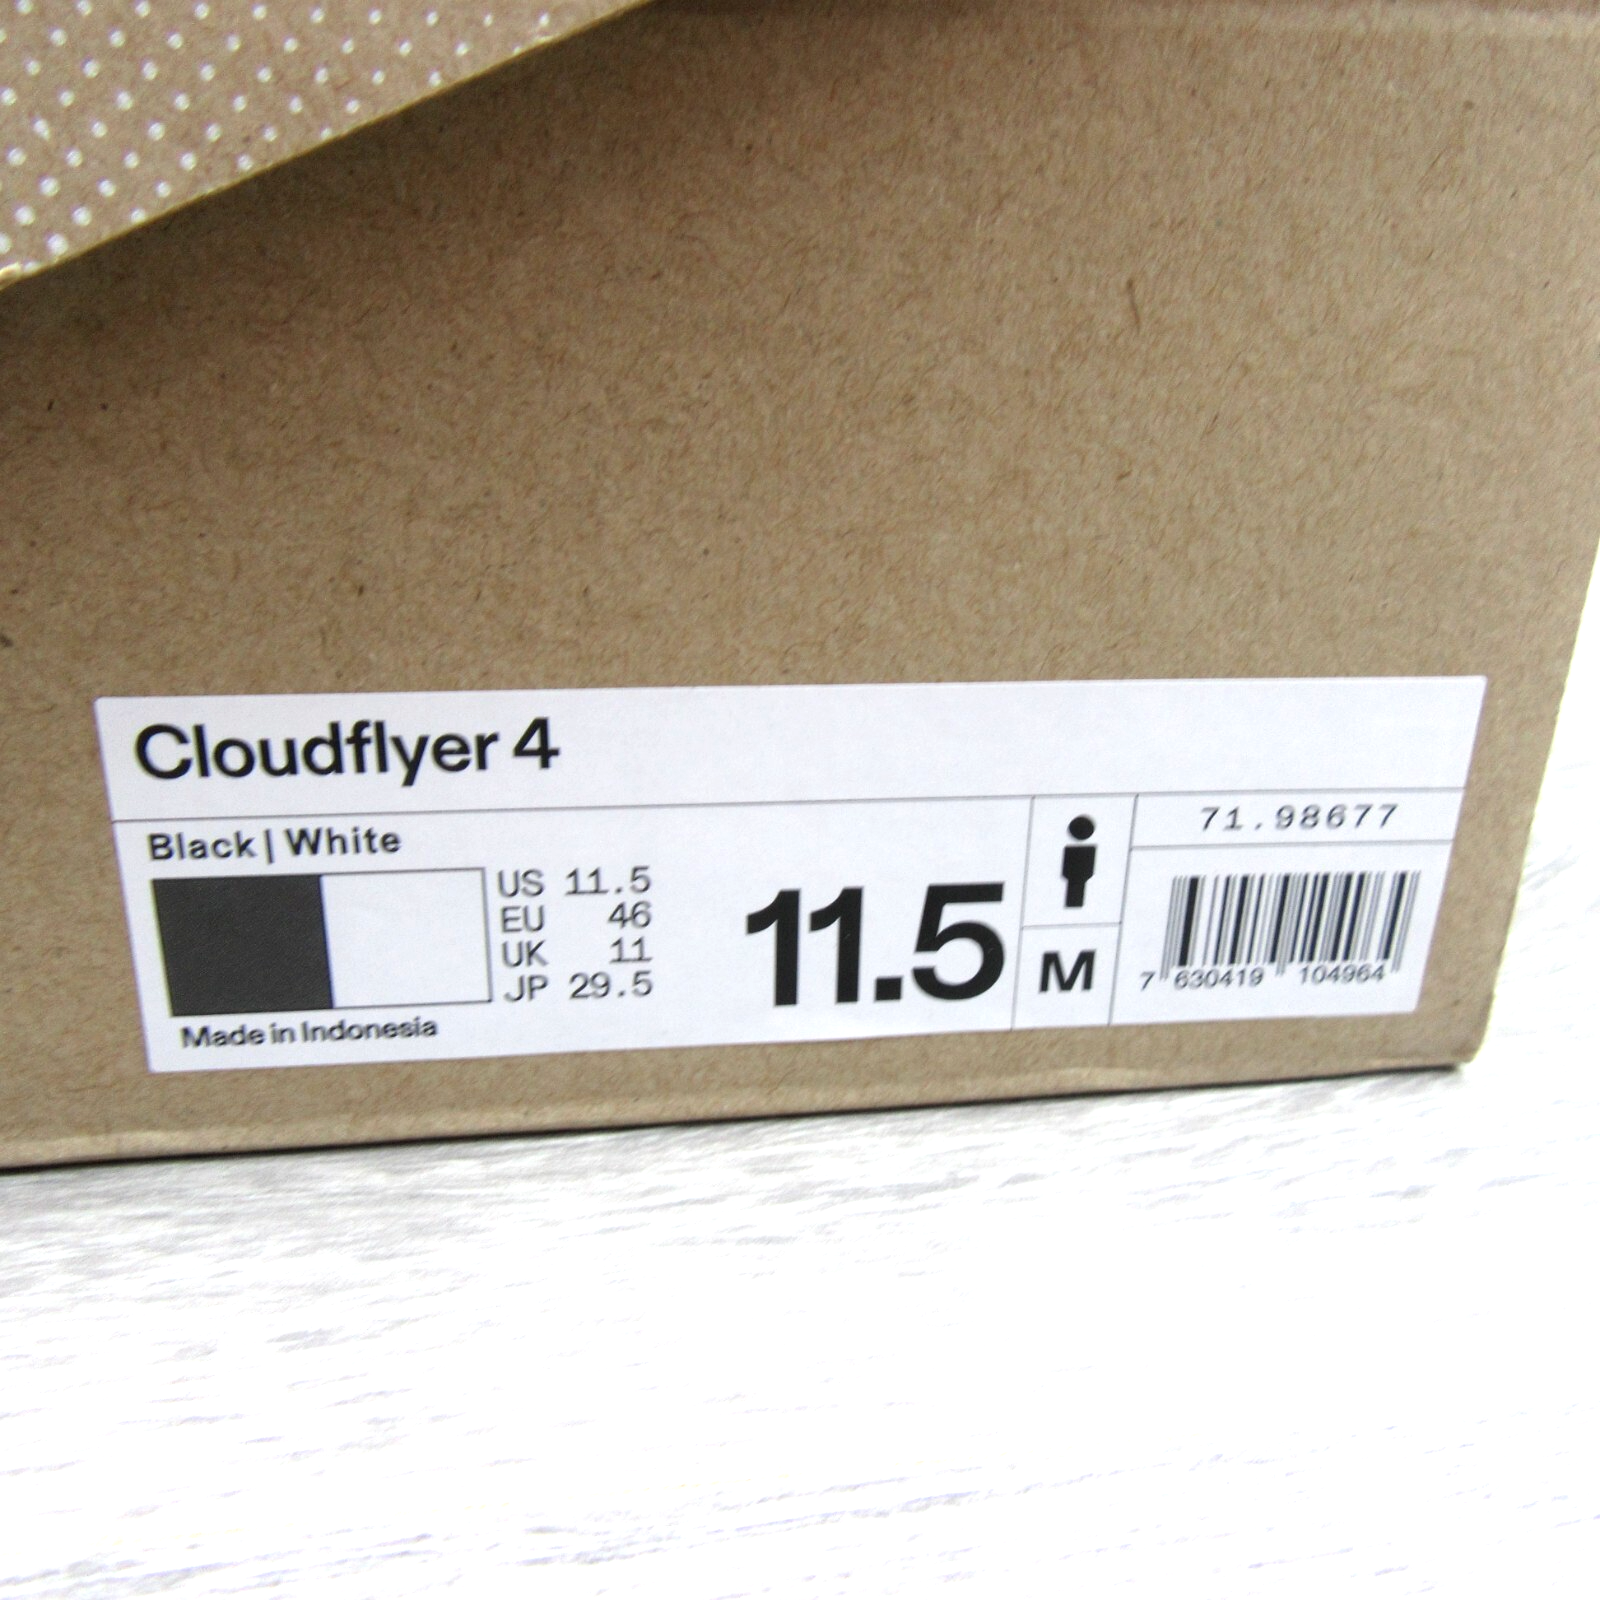 Cloudflyer 4
Black | White
US 11.5
EU 46
UK 11
JP 29.5
Made in Indonesia
11.5
M
71.98677
7 630419 104964